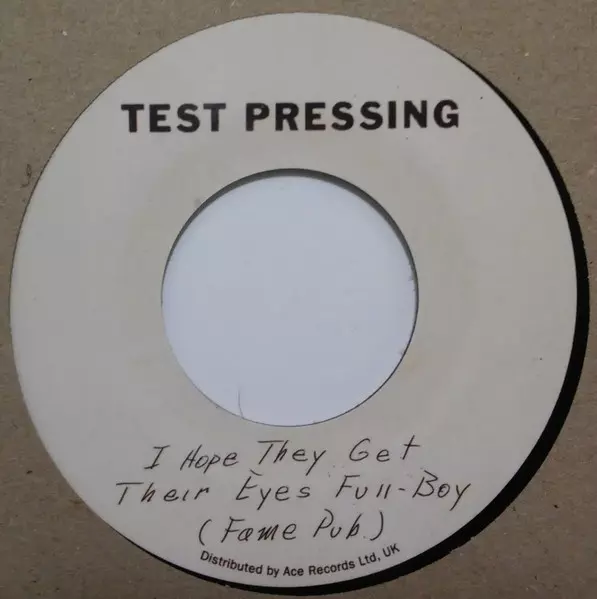 TEST PRESSING
I Hope They Get
Their Eyes Full-Boy
(Fame Pub.)
Distributed by Ace Records Ltd, UK